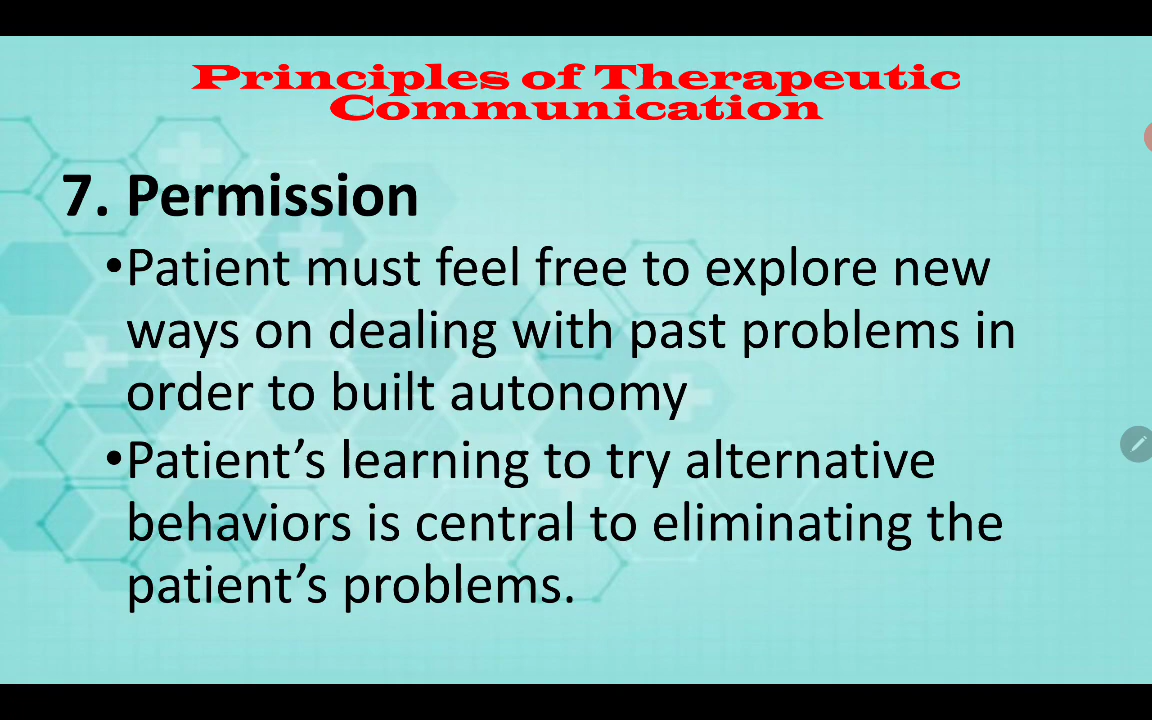 Principles of Therapeutic
Communication
7. Permission
•Patient must feel free to explore new
ways on dealing with past problems in
order to built autonomy
•Patient’s learning to try alternative
behaviors is central to eliminating the
patient’s problems.